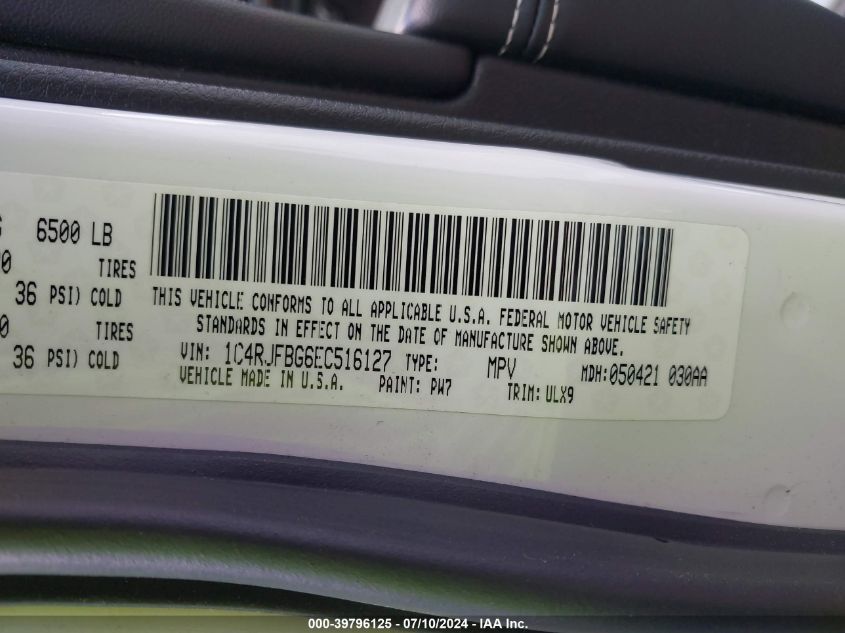 6500 LB
TIRES
36 PSI) COLD
TIRES
36 PSI) COLD
THIS VEHICLE CONFORMS TO ALL APPLICABLE U.S.A. FEDERAL MOTOR VEHICLE SAFETY
STANDARDS IN EFFECT ON THE DATE OF MANUFACTURE SHOWN ABOVE.
VIN: 1C4RJFBG6EC516127 TYPE: MPV MDH:050421 030AA
VEHICLE MADE IN U.S.A. PAINT: PW7 TRIM: ULX9
000-39796125 - 07/10/2024 - IAA Inc.